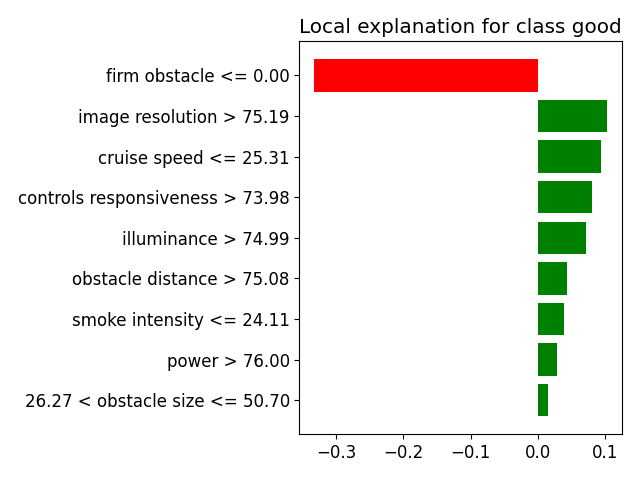 Local explanation for class good
firm obstacle <= 0.00
image resolution > 75.19
cruise speed <= 25.31
controls responsiveness > 73.98
illuminance > 74.99
obstacle distance > 75.08
smoke intensity <= 24.11
power > 76.00
26.27 < obstacle size <= 50.70
−0.3 −0.2 −0.1 0.0 0.1